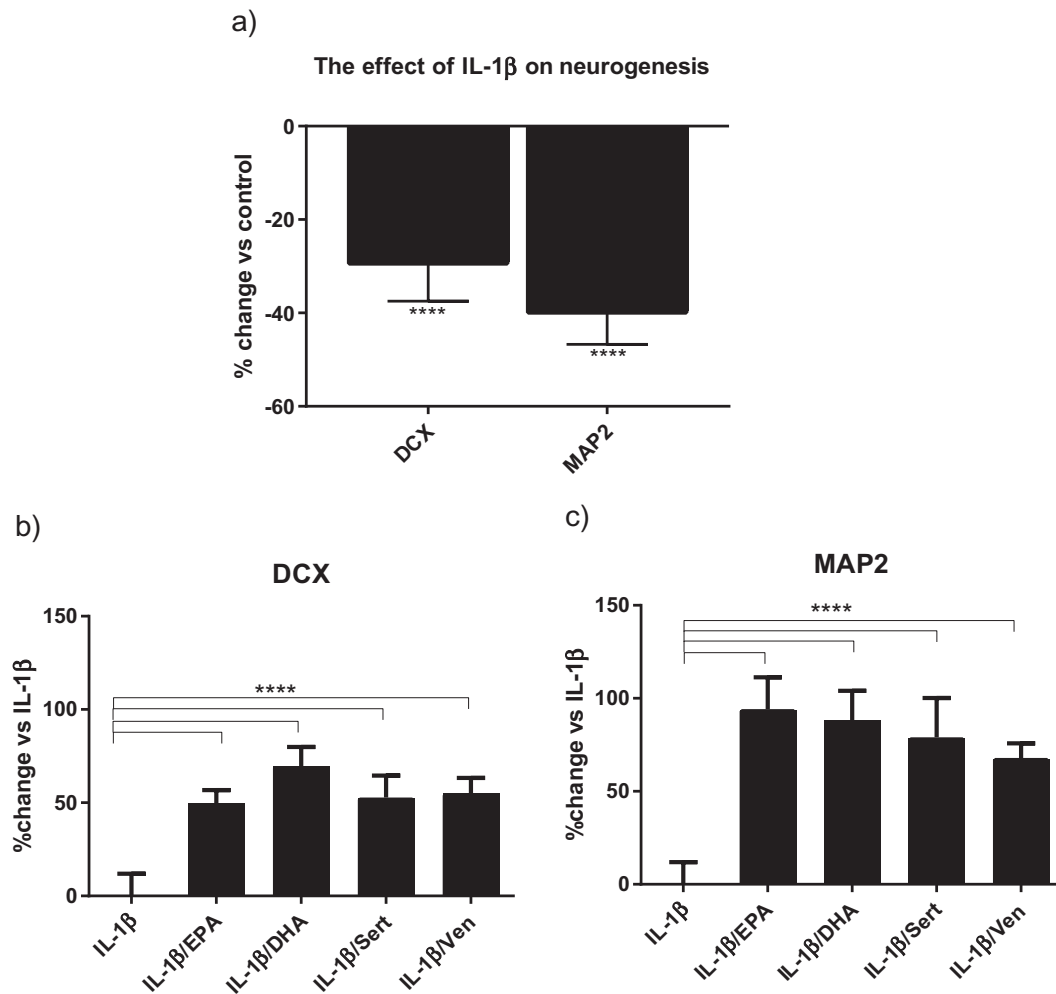 a)
The effect of IL-1β on neurogenesis
% change vs control
0
-20
-40
-60
****
****
DCX
MAP2
b)
DCX
%change vs IL-1β
150
100
50
0
****
IL-1β
IL-1β/EPA
IL-1β/DHA
IL-1β/Sert
IL-1β/Ven
c)
MAP2
%change vs IL-1β
150
100
50
0
****
IL-1β
IL-1β/EPA
IL-1β/DHA
IL-1β/Sert
IL-1β/Ven